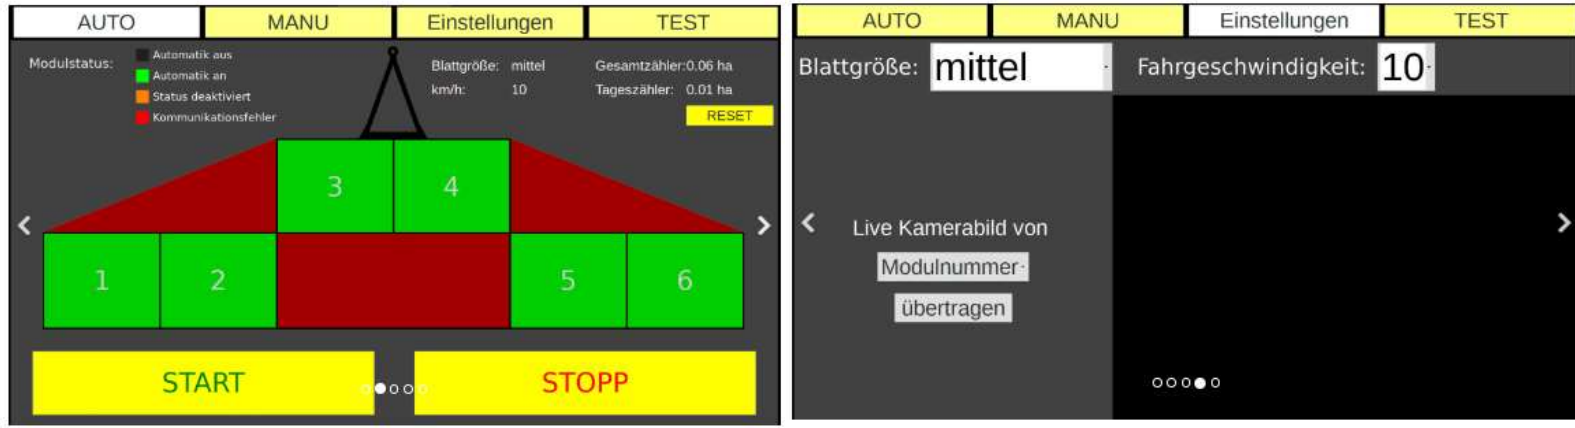 AUTO MANU Einstellungen TEST
Modulstatus:
Automatik aus
Automatik an
Status deaktiviert
Kommunikationsfehler
Blattgröße: mittel
km/h: 10
Gesamtzähler:0.06 ha
Tageszähler: 0.01 ha
RESET
3 4
1 2 5 6
START STOPP
AUTO MANU Einstellungen TEST
Blattgröße: mittel Fahrgeschwindigkeit: 10
Live Kamerabild von
Modulnummer
übertragen